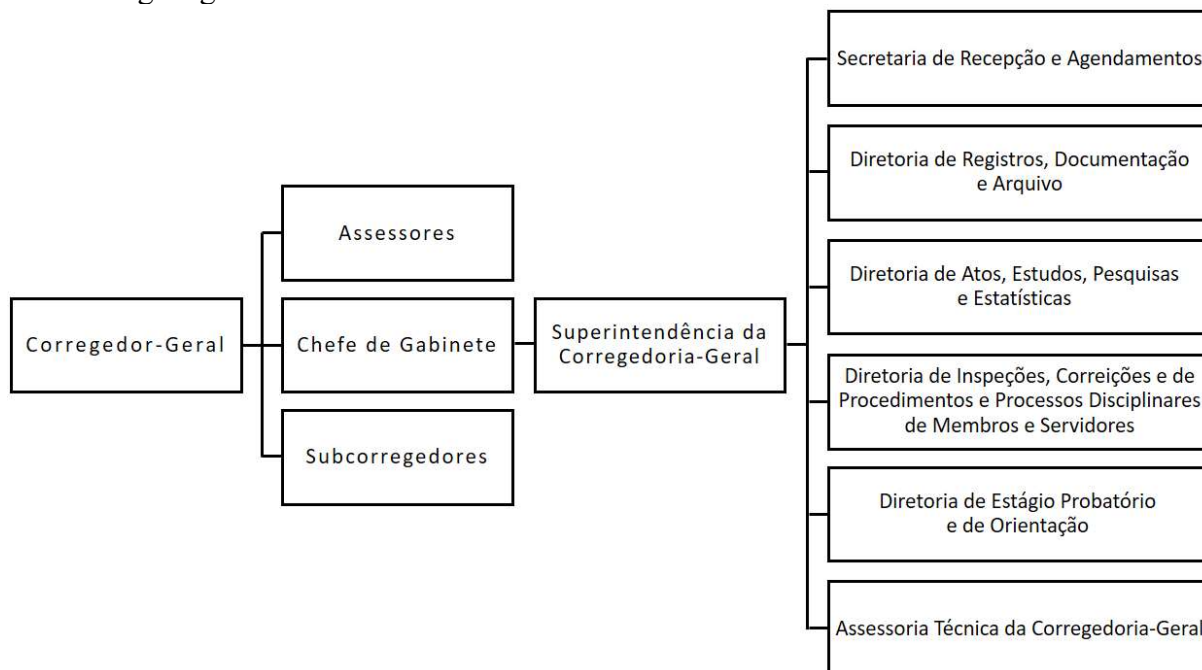 Corregedor-Geral
Assessores
Chefe de Gabinete
Subcorregedores
Superintendência da
Corregedoria-Geral
Secretaria de Recepção e Agendamentos
Diretoria de Registros, Documentação
e Arquivo
Diretoria de Atos, Estudos, Pesquisas
e Estatísticas
Diretoria de Inspeções, Correições e de
Procedimentos e Processos Disciplinares
de Membros e Servidores
Diretoria de Estágio Probatório
e de Orientação
Assessoria Técnica da Corregedoria-Geral